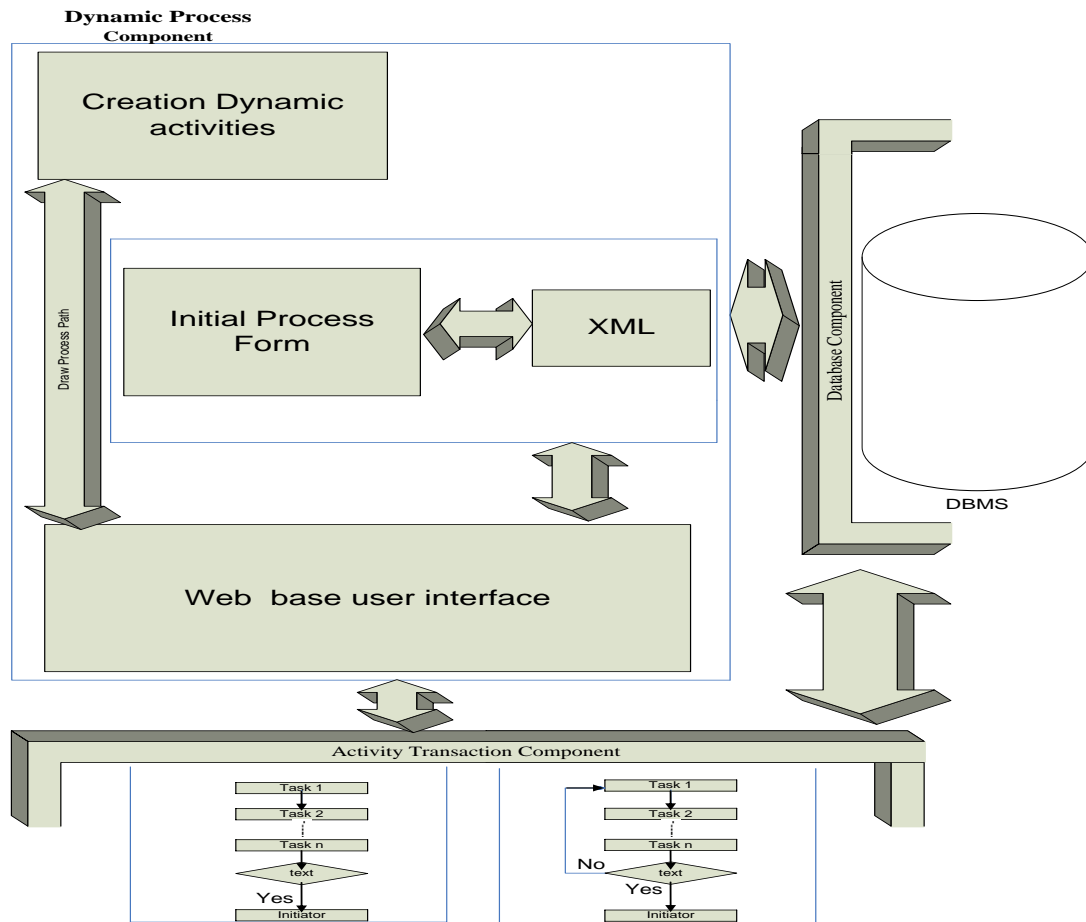 Dynamic Process
Component
Creation Dynamic
activities
Draw Process Path
Initial Process
Form
XML
Database Component
DBMS
Web base user interface
Activity Transaction Component
Task 1
Task 2
Task n
text
Yes
Initiator
Task 1
Task 2
Task n
No
text
Yes
Initiator